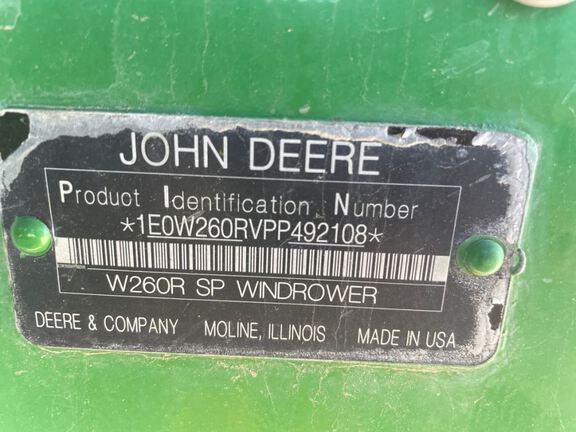 JOHN DEERE
Product Identification Number
*1E0W260RVPP492108*
W260R SP WINDROWER
DEERE & COMPANY MOLINE, ILLINOIS MADE IN USA